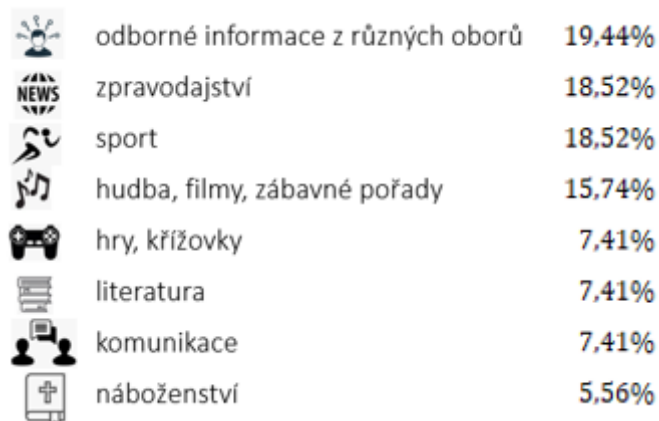 odborné informace z různých oborů 19,44%
NEWS zpravodajství 18,52%
sport 18,52%
hudba, filmy, zábavné pořady 15,74%
hry, křížovky 7,41%
literatura 7,41%
komunikace 7,41%
náboženství 5,56%